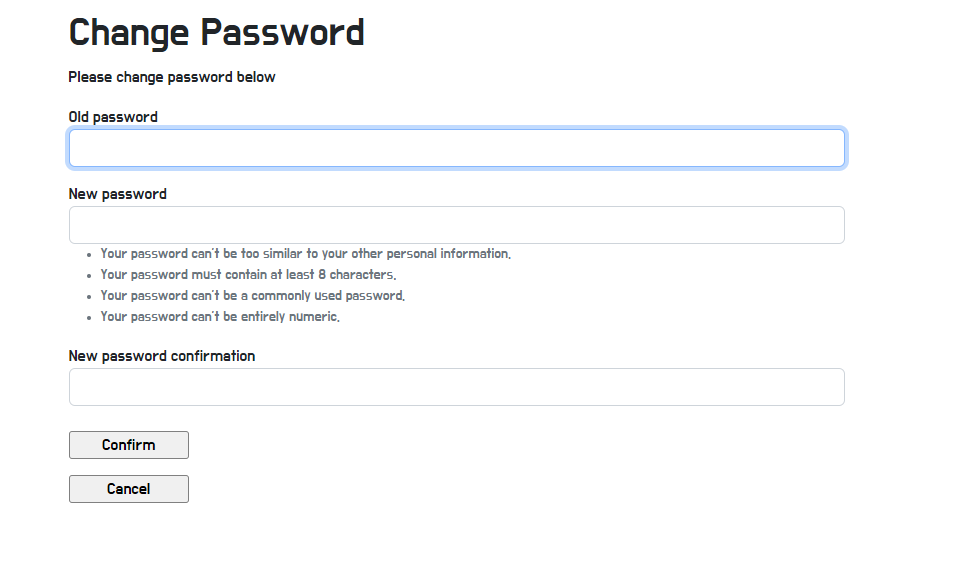 Change Password
Please change password below
Old password
New password
• Your password can't be too similar to your other personal information.
• Your password must contain at least 8 characters.
• Your password can't be a commonly used password.
• Your password can't be entirely numeric.
New password confirmation
Confirm
Cancel